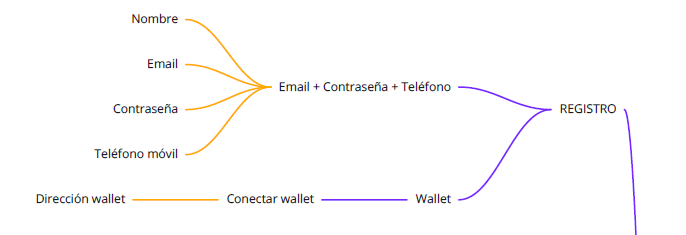 Nombre
Email
Email + Contraseña + Teléfono
Contraseña
REGISTRO
Teléfono móvil
Dirección wallet
Conectar wallet
Wallet